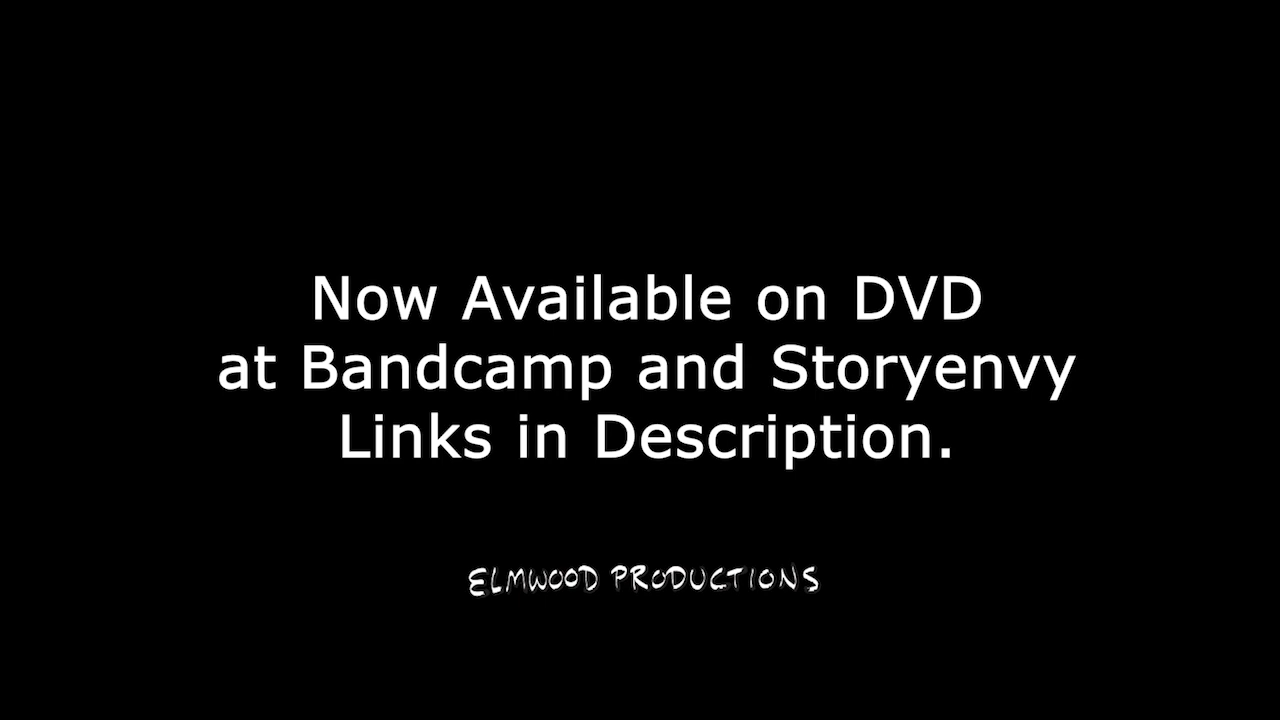 Now Available on DVD
at Bandcamp and Storyenvy
Links in Description.
ELMWOOD PRODUCTIONS